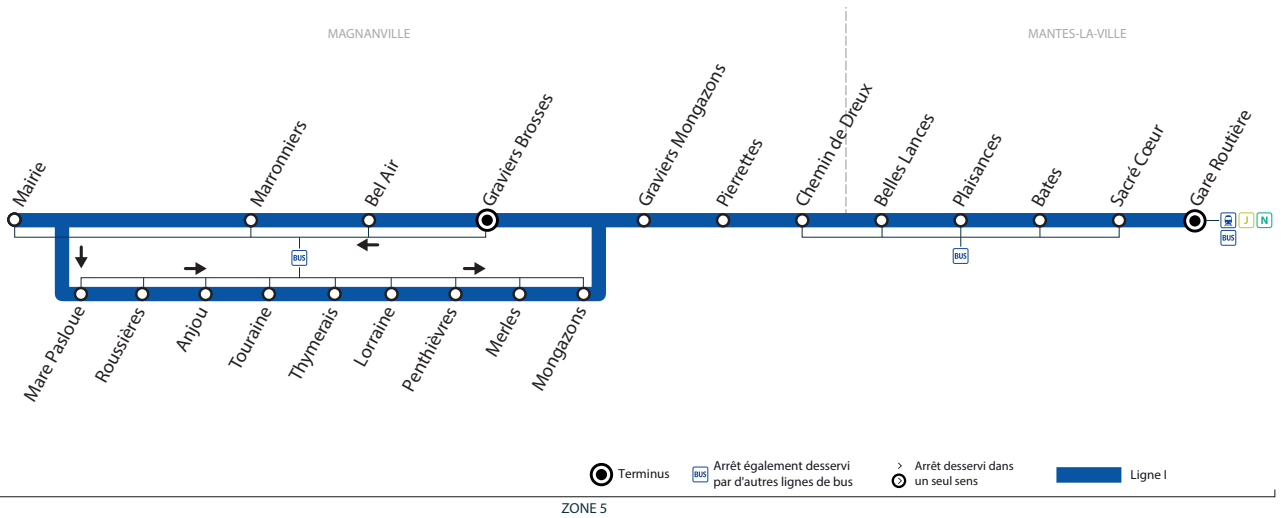 MAGNANVILLE
MANTES-LA-VILLE
Mairie
Marronniers
Bel Air
Graviers Brosses
Graviers Mongazons
Pierrettes
Chemin de Dreux
Belles Lances
Plaisances
Bates
Sacré Cœur
Gare Routière
J
N
BUS
BUS
BUS
Mare Pasloue
Roussières
Anjou
Touraine
Thymerais
Lorraine
Penthièvres
Merles
Mongazons
Terminus
BUS
Arrêt également desservi
par d'autres lignes de bus
Arrêt desservi dans
un seul sens
Ligne I
ZONE 5